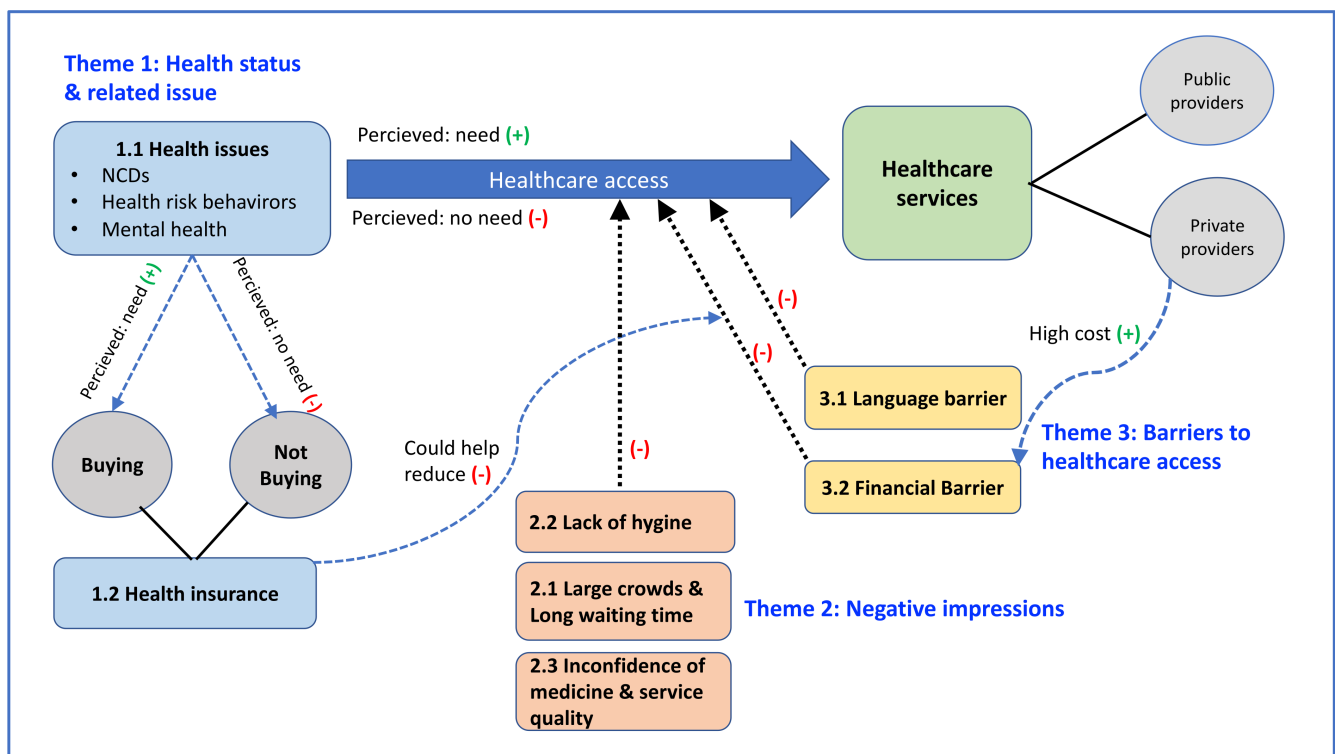 Theme 1: Health status
& related issue
1.1 Health issues
• NCDs
• Health risk behavirors
• Mental health
Percieved: need (+)
Healthcare access
Percieved: no need (-)
Healthcare
services
Public
providers
Private
providers
Percieved: need (+)
Percieved: no need (-)
Buying
Not
Buying
1.2 Health insurance
Could help
reduce (-)
(-)
(-)
(-)
High cost (+)
3.1 Language barrier
3.2 Financial Barrier
Theme 3: Barriers to
healthcare access
2.2 Lack of hygine
2.1 Large crowds &
Long waiting time
2.3 Inconfidence of
medicine & service
quality
Theme 2: Negative impressions